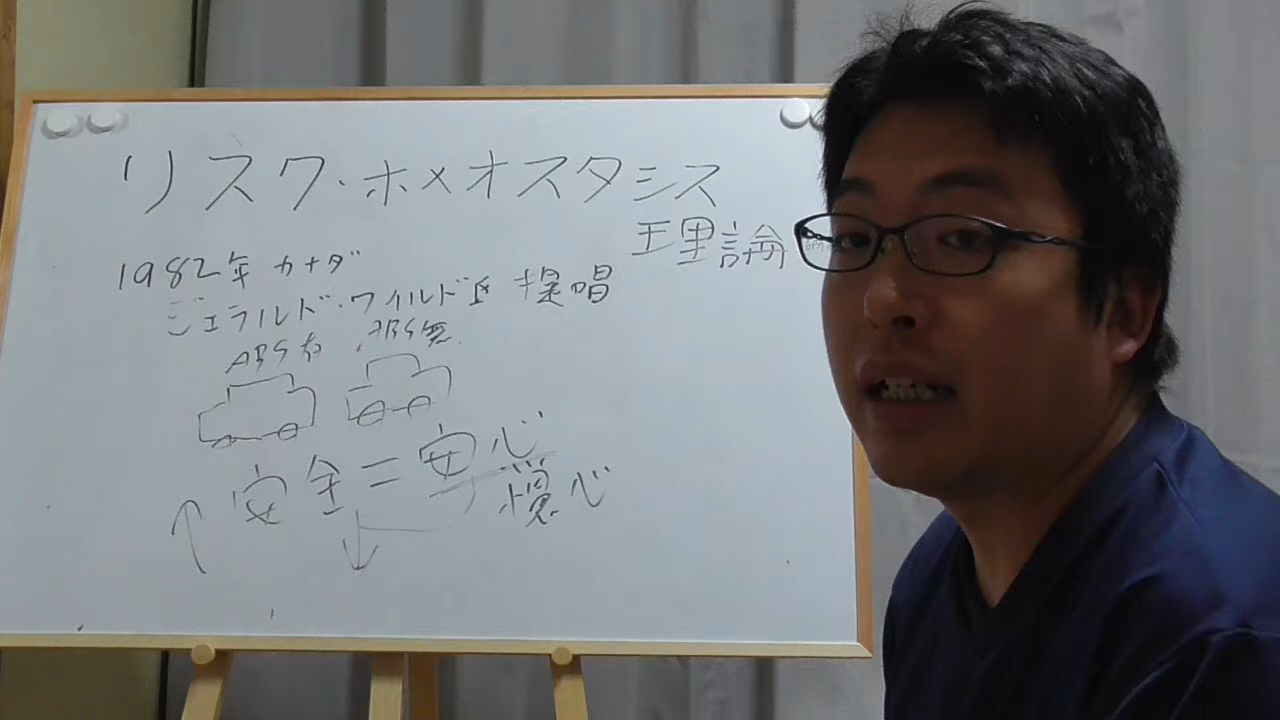 リスク・ホメオスタシス
理論
1982年 カナダ
ジェラルド・ワイルド氏 提唱
ABS有 ABS無
安全=安心
慢心